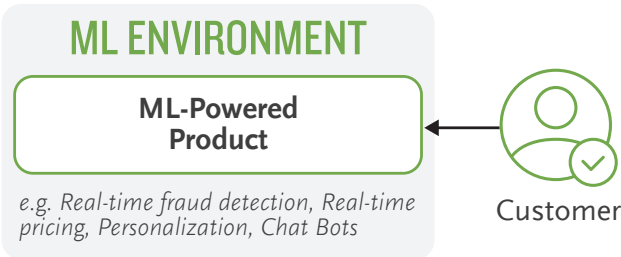 ML ENVIRONMENT
ML-Powered
Product
e.g. Real-time fraud detection, Real-time
pricing, Personalization, Chat Bots
Customer